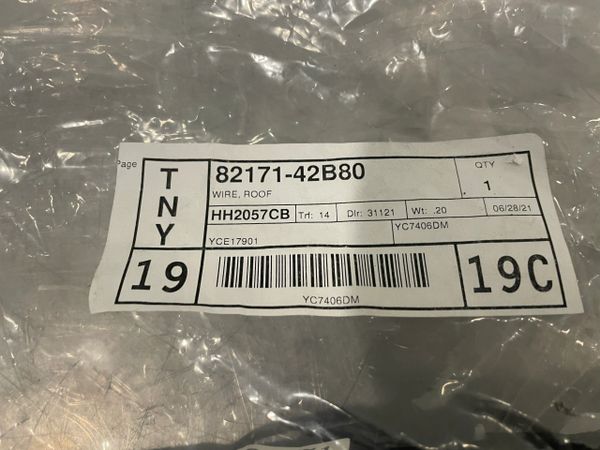 Page
TNY
82171-42B80
WIRE, ROOF
QTY
1
HH2057CB Trf: 14 Dlr: 31121 Wt: .20 06/28/21
YCE17901 YC7406DM
19
YC7406DM
19C